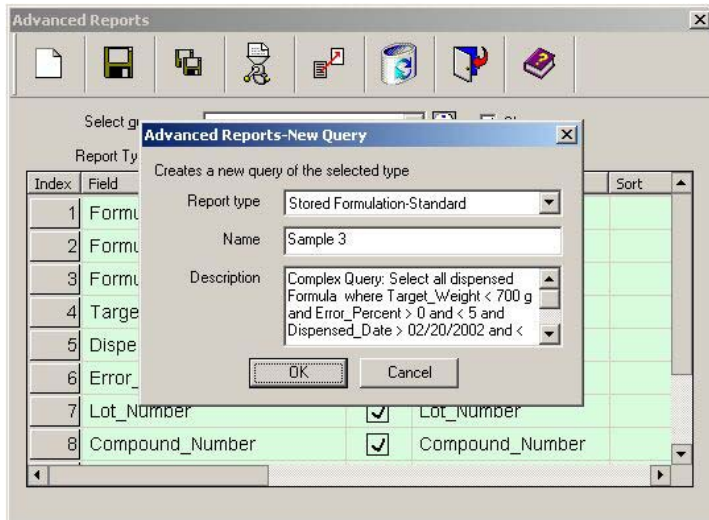 Advanced Reports
Select
Advanced Reports-New Query
Creates a new query of the selected type
Report type Stored Formulation-Standard
Name Sample 3
Description Complex Query: Select all dispensed
Formula where Target_Weight < 700 g
and Error_Percent > 0 and < 5 and
Dispensed_Date > 02/20/2002 and <
OK Cancel
Report Ty
Index Field Sort
1 Formu
2 Formu
3 Formu
4 Targe
5 Dispe
6 Error_
7 Lot_Number Lot_Number
8 Compound_Number Compound_Number